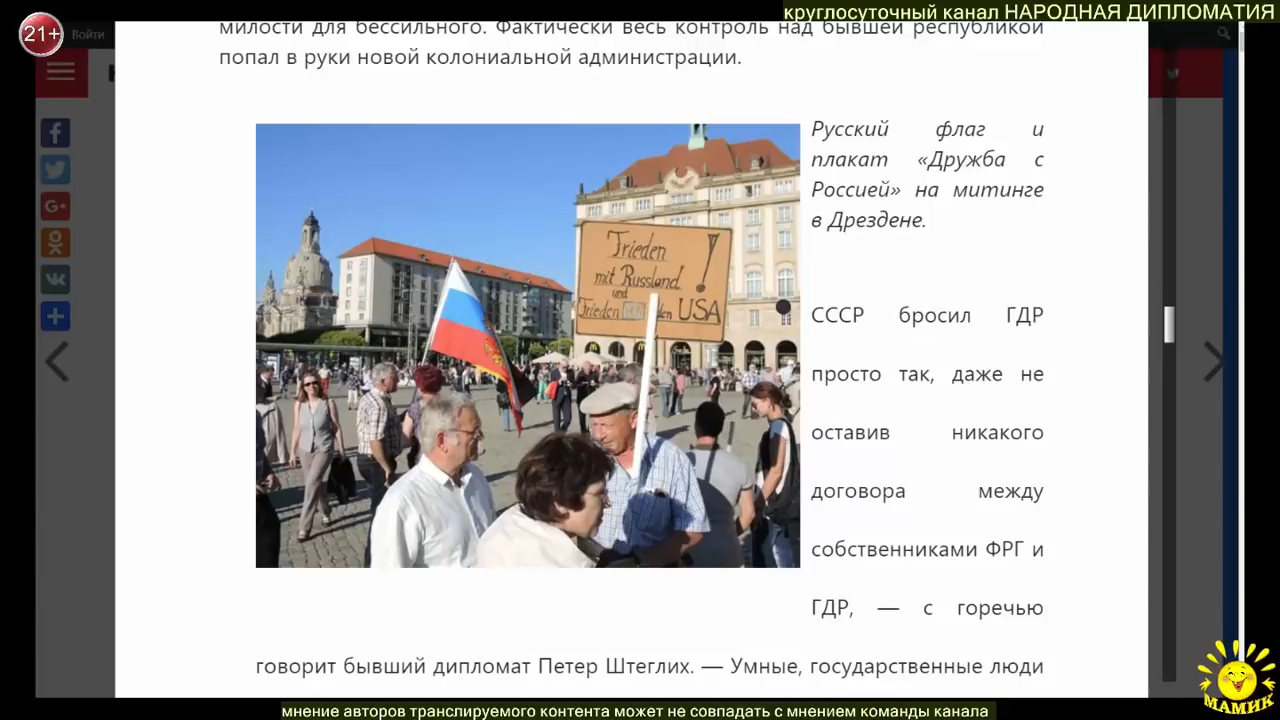 круглосуточный канал НАРОДНАЯ ДИПЛОМАТИЯ
21+
Войти
милости для бессильного. Фактически весь контроль над бывшей республикой
попал в руки новой колониальной администрации.
Русский флаг и
плакат «Дружба с
Россией» на митинге
в Дрездене.
Frieden
mit Russland
und
Frieden
USA
!
СССР бросил ГДР
просто так, даже не
оставив никакого
договора между
собственниками ФРГ и
ГДР, — с горечью
говорит бывший дипломат Петер Штеглих. — Умные, государственные люди
МАМИК
мнение авторов транслируемого контента может не совпадать с мнением команды канала